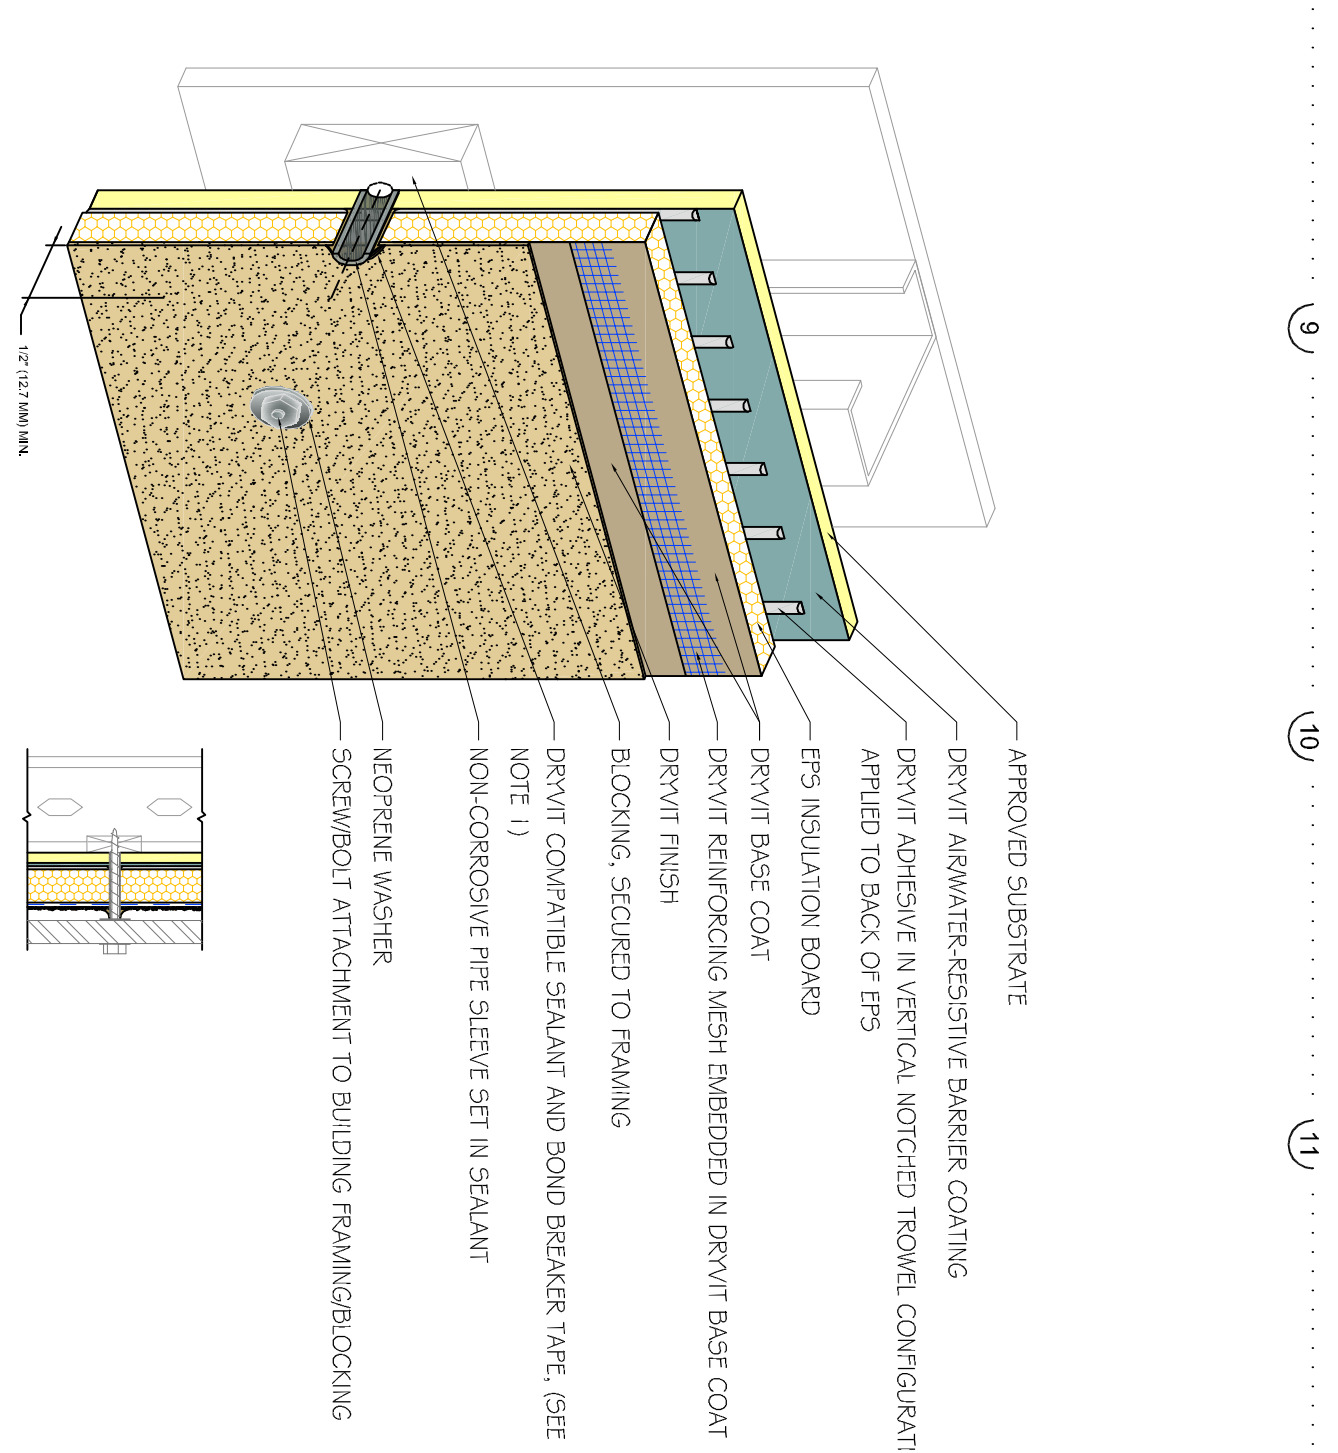 9
10
11
APPROVED SUBSTRATE
DRYVIT AIR/WATER-RESISTIVE BARRIER COATING
DRYVIT ADHESIVE IN VERTICAL NOTCHED TROWEL CONFIGURATI
APPLIED TO BACK OF EPS
EPS INSULATION BOARD
DRYVIT BASE COAT
DRYVIT REINFORCING MESH EMBEDDED IN DRYVIT BASE COAT
DRYVIT FINISH
BLOCKING, SECURED TO FRAMING
DRYVIT COMPATIBLE SEALANT AND BOND BREAKER TAPE, (SEE
NOTE 1)
NON-CORROSIVE PIPE SLEEVE SET IN SEALANT
NEOPRENE WASHER
SCREW/BOLT ATTACHMENT TO BUILDING FRAMING/BLOCKING
1/2" (12.7 MM) MIN.